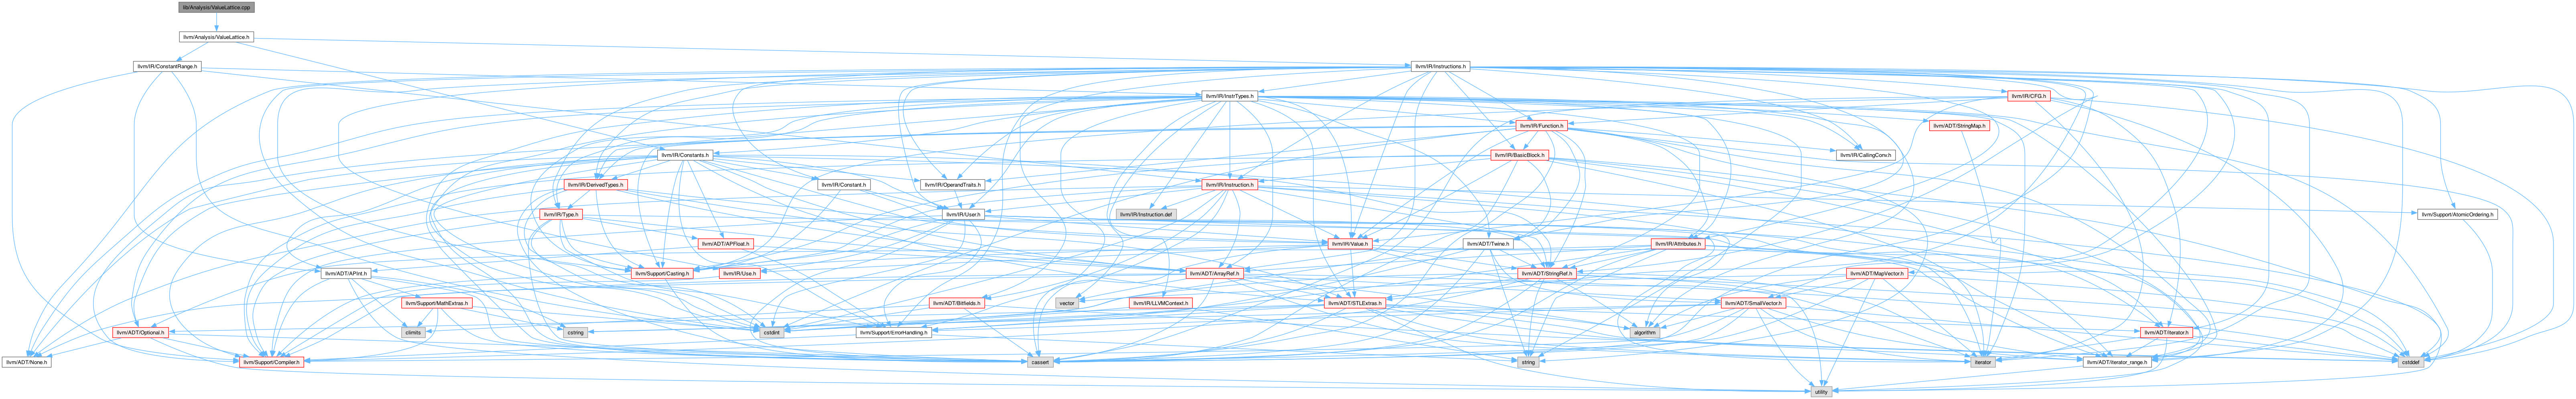 lib/Analysis/ValueLattice.cpp
llvm/Analysis/ValueLattice.h
llvm/IR/ConstantRange.h
llvm/IR/Instructions.h
llvm/IR/InstrTypes.h
llvm/IR/CFG.h
llvm/IR/Function.h
llvm/ADT/StringMap.h
llvm/IR/Constants.h
llvm/IR/BasicBlock.h
llvm/IR/CallingConv.h
llvm/IR/DerivedTypes.h
llvm/IR/Constant.h
llvm/IR/OperandTraits.h
llvm/IR/Instruction.h
llvm/IR/Type.h
llvm/IR/User.h
llvm/IR/Instruction.def
llvm/Support/AtomicOrdering.h
llvm/ADT/APFloat.h
llvm/IR/Value.h
llvm/ADT/Twine.h
llvm/IR/Attributes.h
llvm/ADT/APInt.h
llvm/Support/Casting.h
llvm/IR/Use.h
llvm/ADT/ArrayRef.h
llvm/ADT/StringRef.h
llvm/ADT/MapVector.h
llvm/Support/MathExtras.h
llvm/ADT/Bitfields.h
vector
llvm/IR/LLVMContext.h
llvm/ADT/STLExtras.h
llvm/ADT/SmallVector.h
llvm/ADT/Optional.h
climits
cstring
cstdint
llvm/Support/ErrorHandling.h
algorithm
llvm/ADT/iterator.h
llvm/ADT/None.h
llvm/Support/Compiler.h
cassert
string
iterator
llvm/ADT/iterator_range.h
cstddef
utility